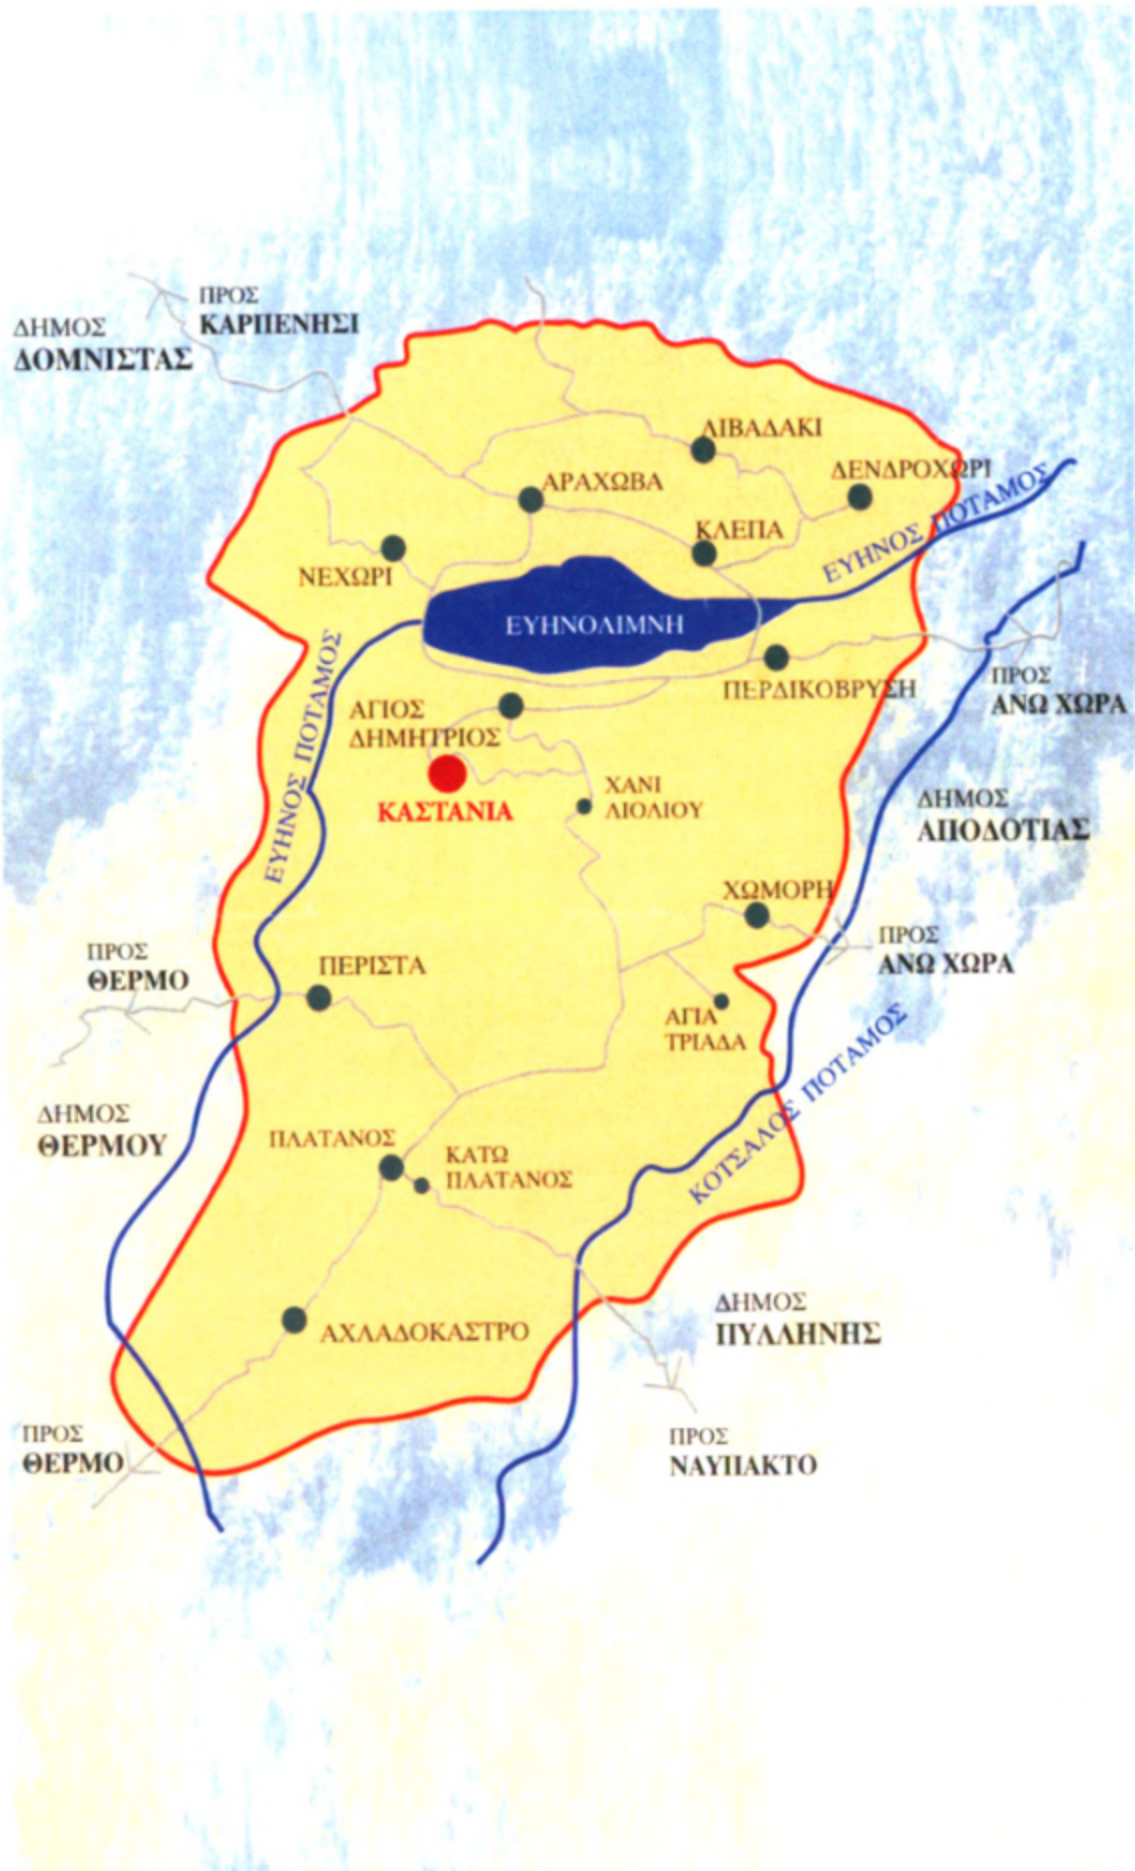 ΠΡΟΣ
ΚΑΡΠΕΝΗΣΙ
ΔΗΜΟΣ
ΔΟΜΝΙΣΤΑΣ
ΛΙΒΑΔΑΚΙ
ΔΕΝΔΡΟΧΩΡΙ
ΑΡΑΧΩΒΑ
ΚΛΕΠΑ
ΝΕΧΩΡΙ
ΕΥΗΝΟΣ ΠΟΤΑΜΟΣ
ΕΥΗΝΟΛΙΜΝΗ
ΠΕΡΔΙΚΟΒΡΥΣΗ
ΠΡΟΣ
ΑΝΩ ΧΩΡΑ
ΑΓΙΟΣ
ΔΗΜΗΤΡΙΟΣ
ΕΥΗΝΟΣ ΠΟΤΑΜΟΣ
ΚΑΣΤΑΝΙΑ
ΧΑΝΙ
ΛΙΟΛΙΟΥ
ΔΗΜΟΣ
ΑΠΟΔΟΤΙΑΣ
ΧΩΜΟΡΗ
ΠΡΟΣ
ΑΝΩ ΧΩΡΑ
ΠΡΟΣ
ΘΕΡΜΟ
ΠΕΡΙΣΤΑ
ΑΓΙΑ
ΤΡΙΑΔΑ
ΚΟΤΣΑΛΟΣ ΠΟΤΑΜΟΣ
ΔΗΜΟΣ
ΘΕΡΜΟΥ
ΠΛΑΤΑΝΟΣ
ΚΑΤΩ
ΠΛΑΤΑΝΟΣ
ΑΧΛΑΔΟΚΑΣΤΡΟ
ΔΗΜΟΣ
ΠΥΛΛΗΝΗΣ
ΠΡΟΣ
ΘΕΡΜΟ
ΠΡΟΣ
ΝΑΥΠΑΚΤΟ